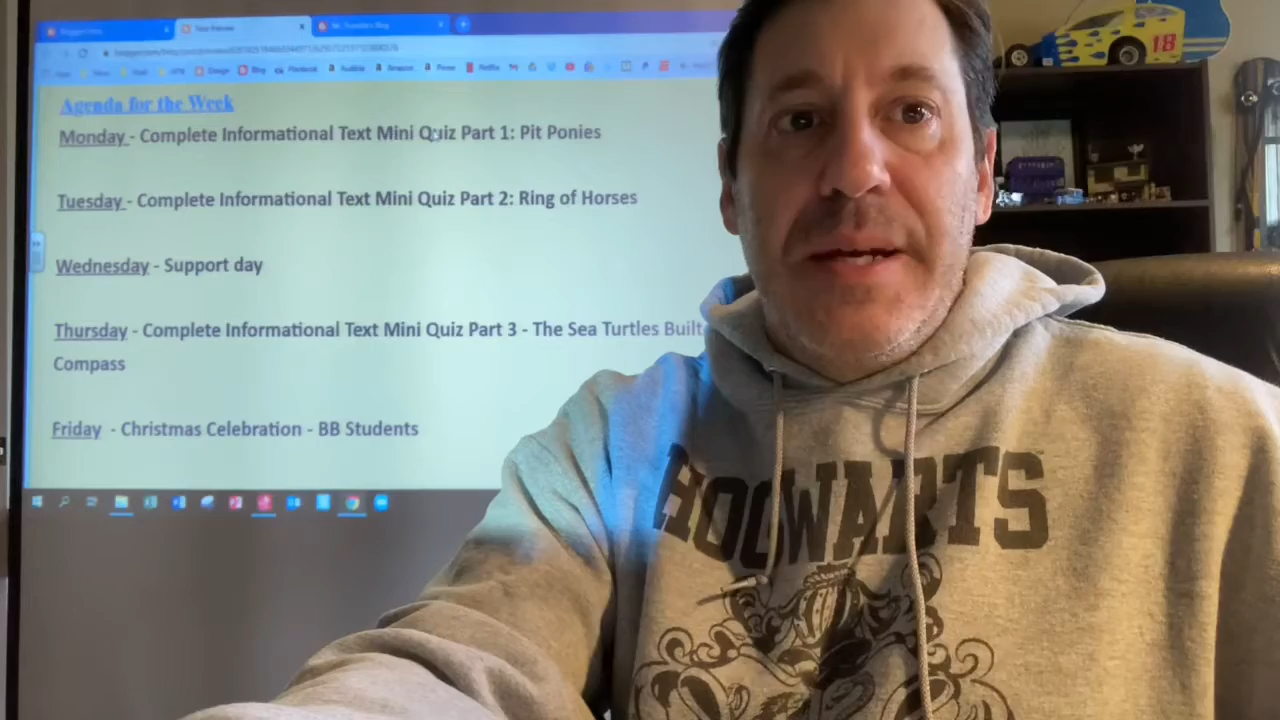 Agenda for the Week
Monday - Complete Informational Text Mini Quiz Part 1: Pit Ponies
Tuesday - Complete Informational Text Mini Quiz Part 2: Ring of Horses
Wednesday - Support day
Thursday - Complete Informational Text Mini Quiz Part 3 - The Sea Turtles Built
Compass
Friday - Christmas Celebration - BB Students
HOGWARTS
18